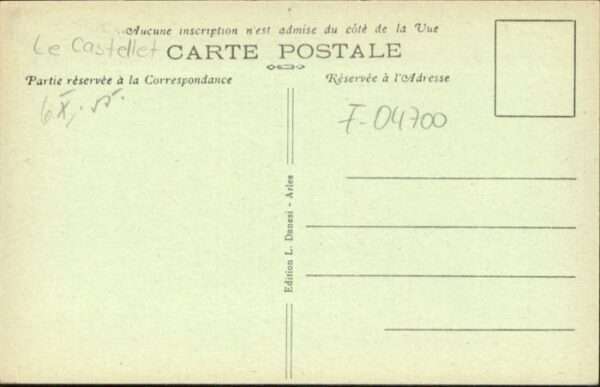 Aucune inscription n'est admise du côté de la Vue
Le Castellet
CARTE POSTALE
Partie réservée à la Correspondance
Réservée à l'Adresse
F-04700
Edition L. Danesi - Arles